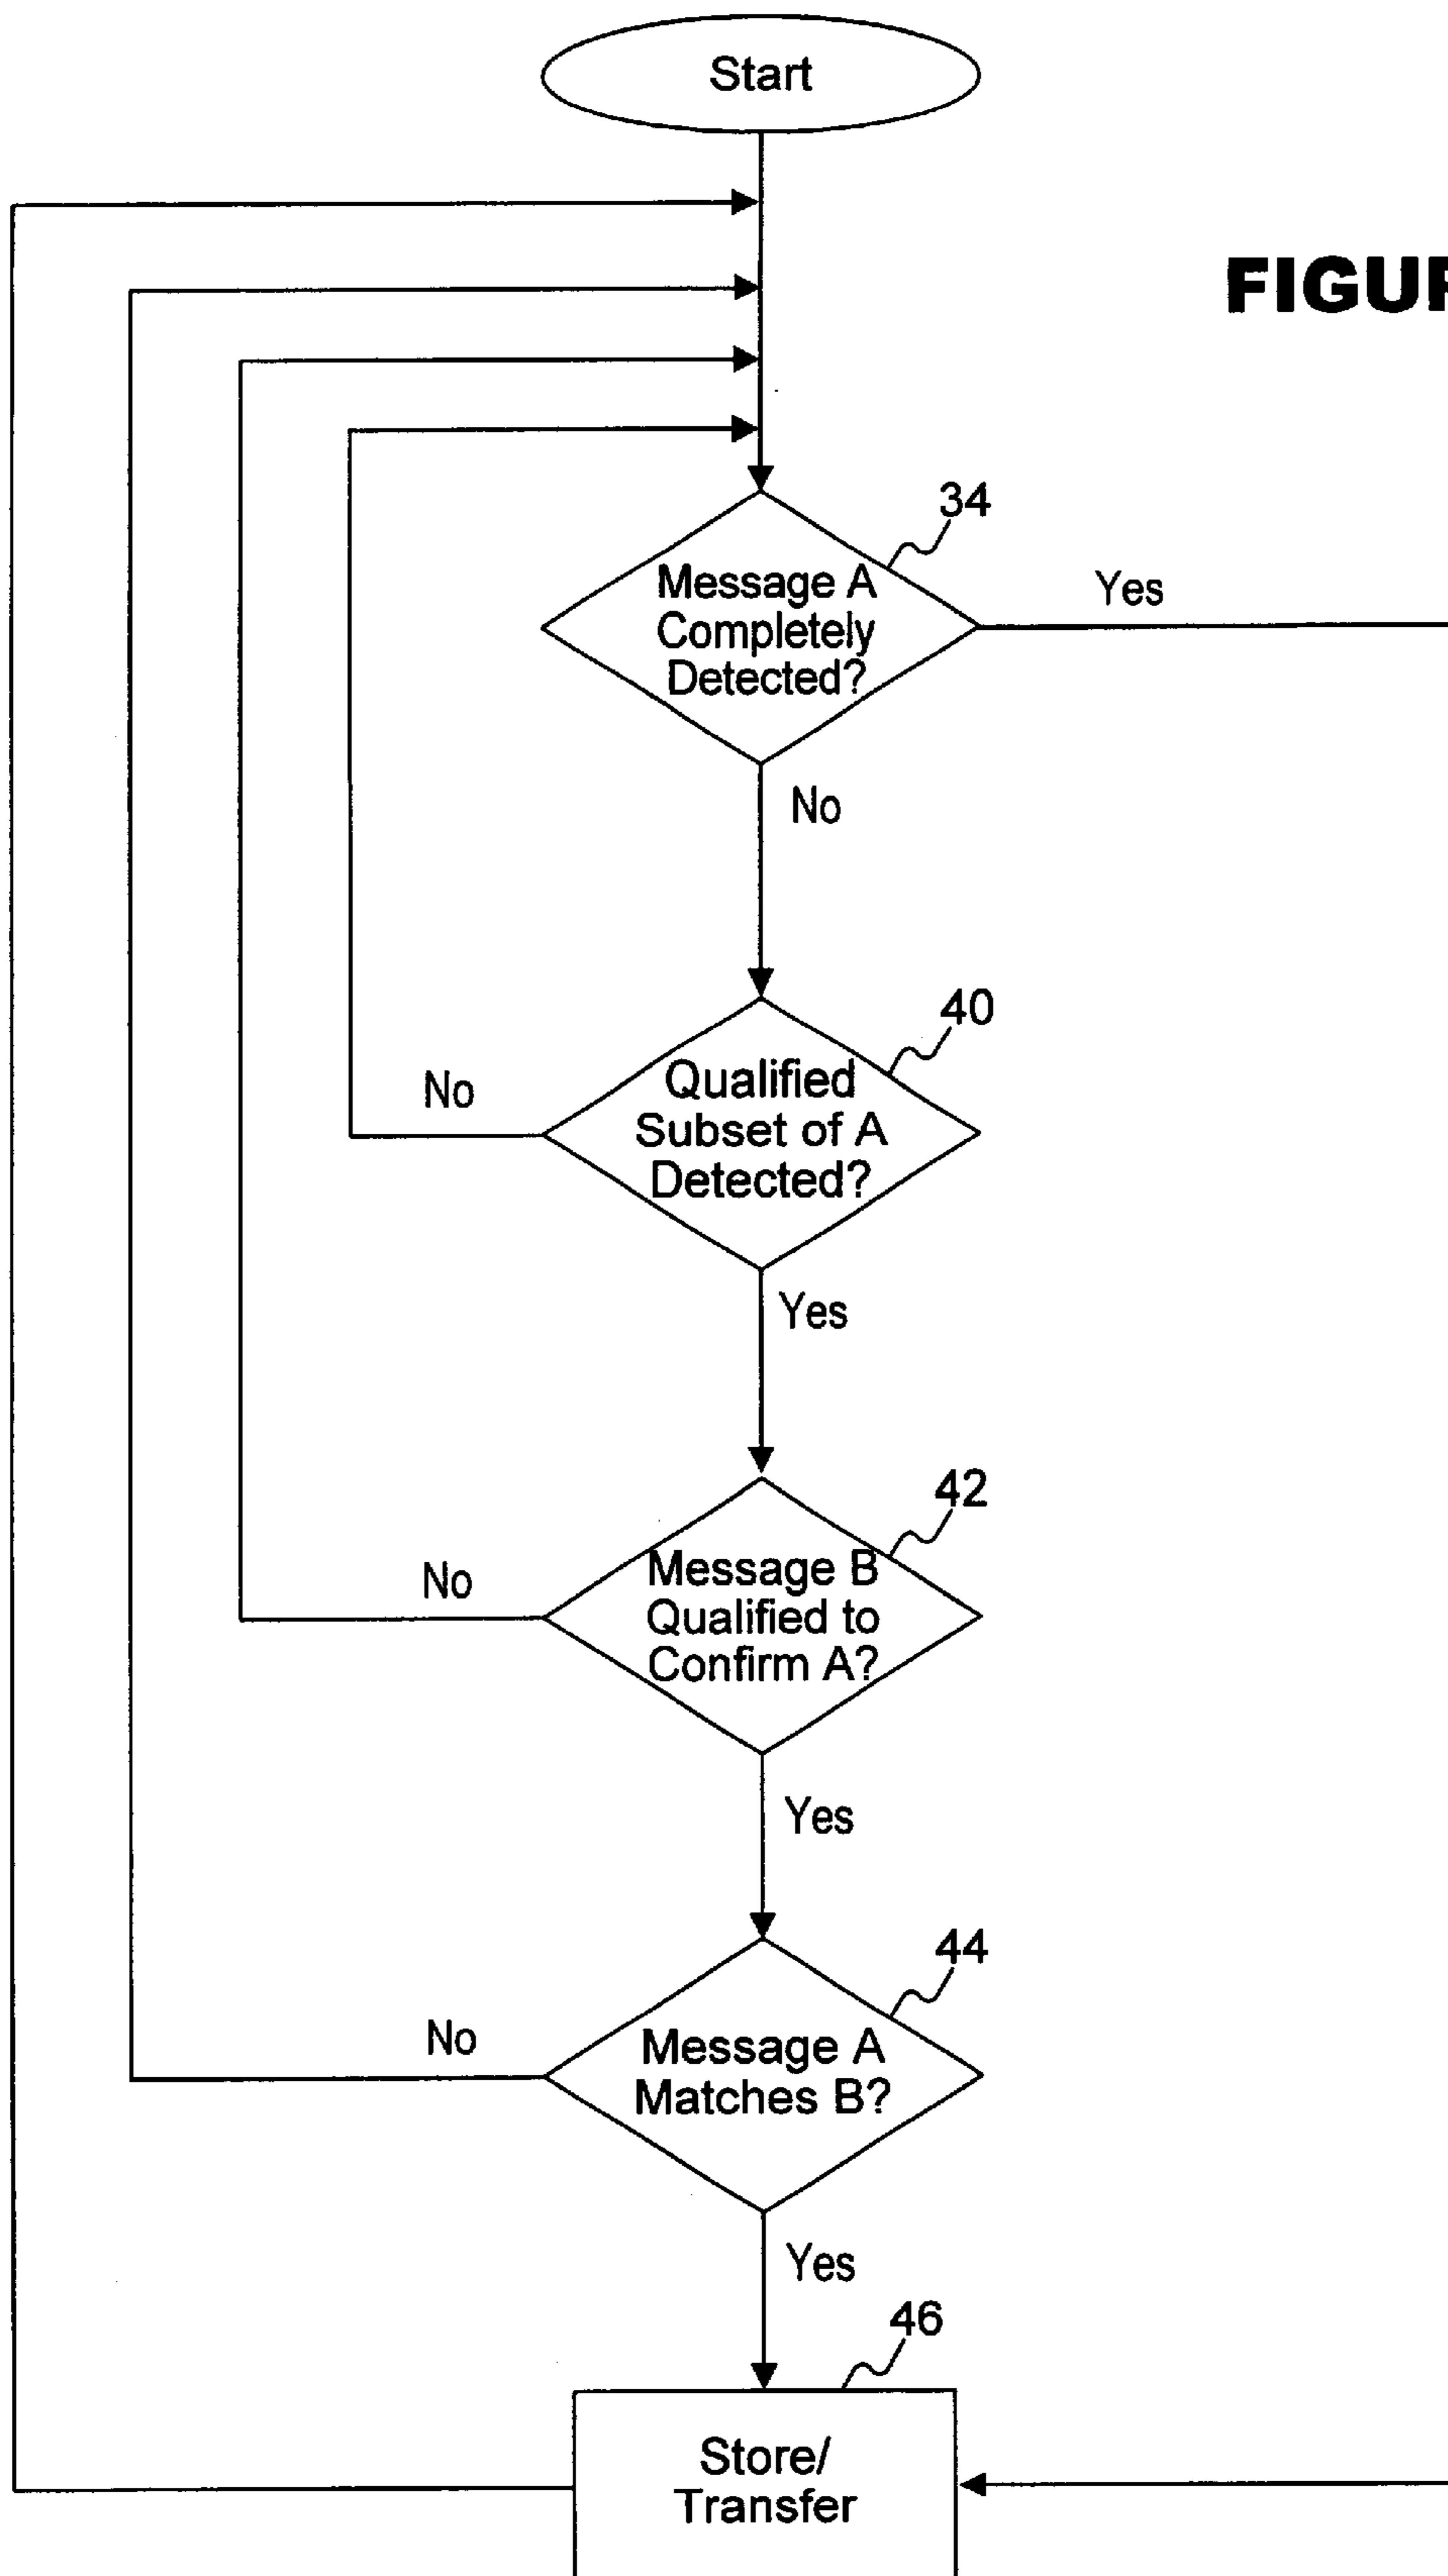 Start
FIGUR
34
Message A
Completely
Detected?
Yes
No
40
Qualified
Subset of A
Detected?
No
Yes
42
Message B
Qualified to
Confirm A?
No
Yes
44
Message A
Matches B?
No
Yes
46
Store/
Transfer